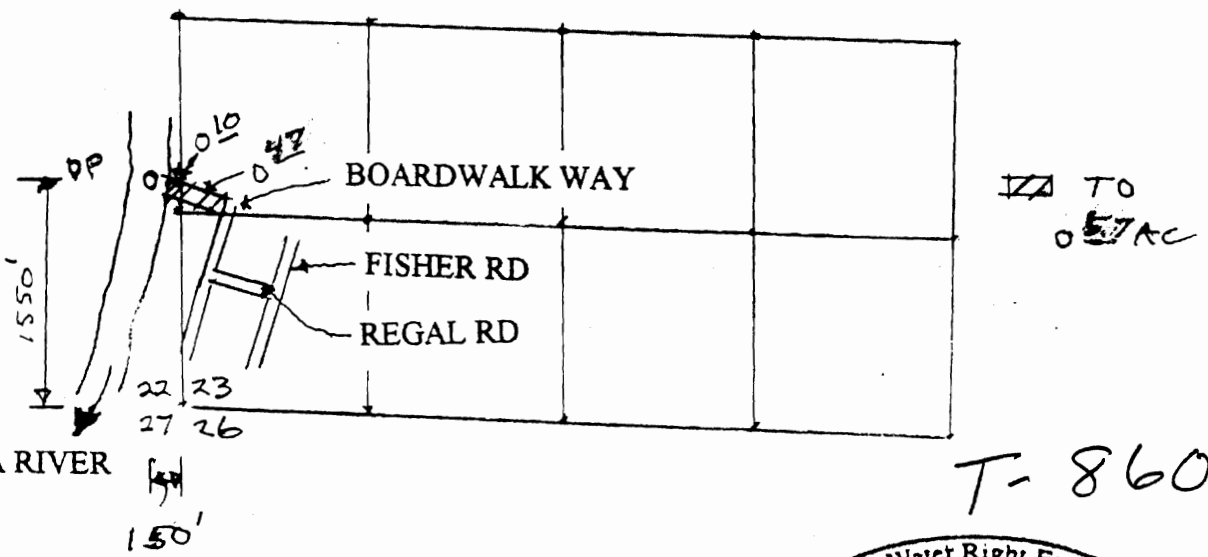 0 10
0 47
OP
BOARDWALK WAY
TO
0 57 AC
FISHER RD
1550'
REGAL RD
22 23
27 26
A RIVER
T- 860
150'
Water Right E